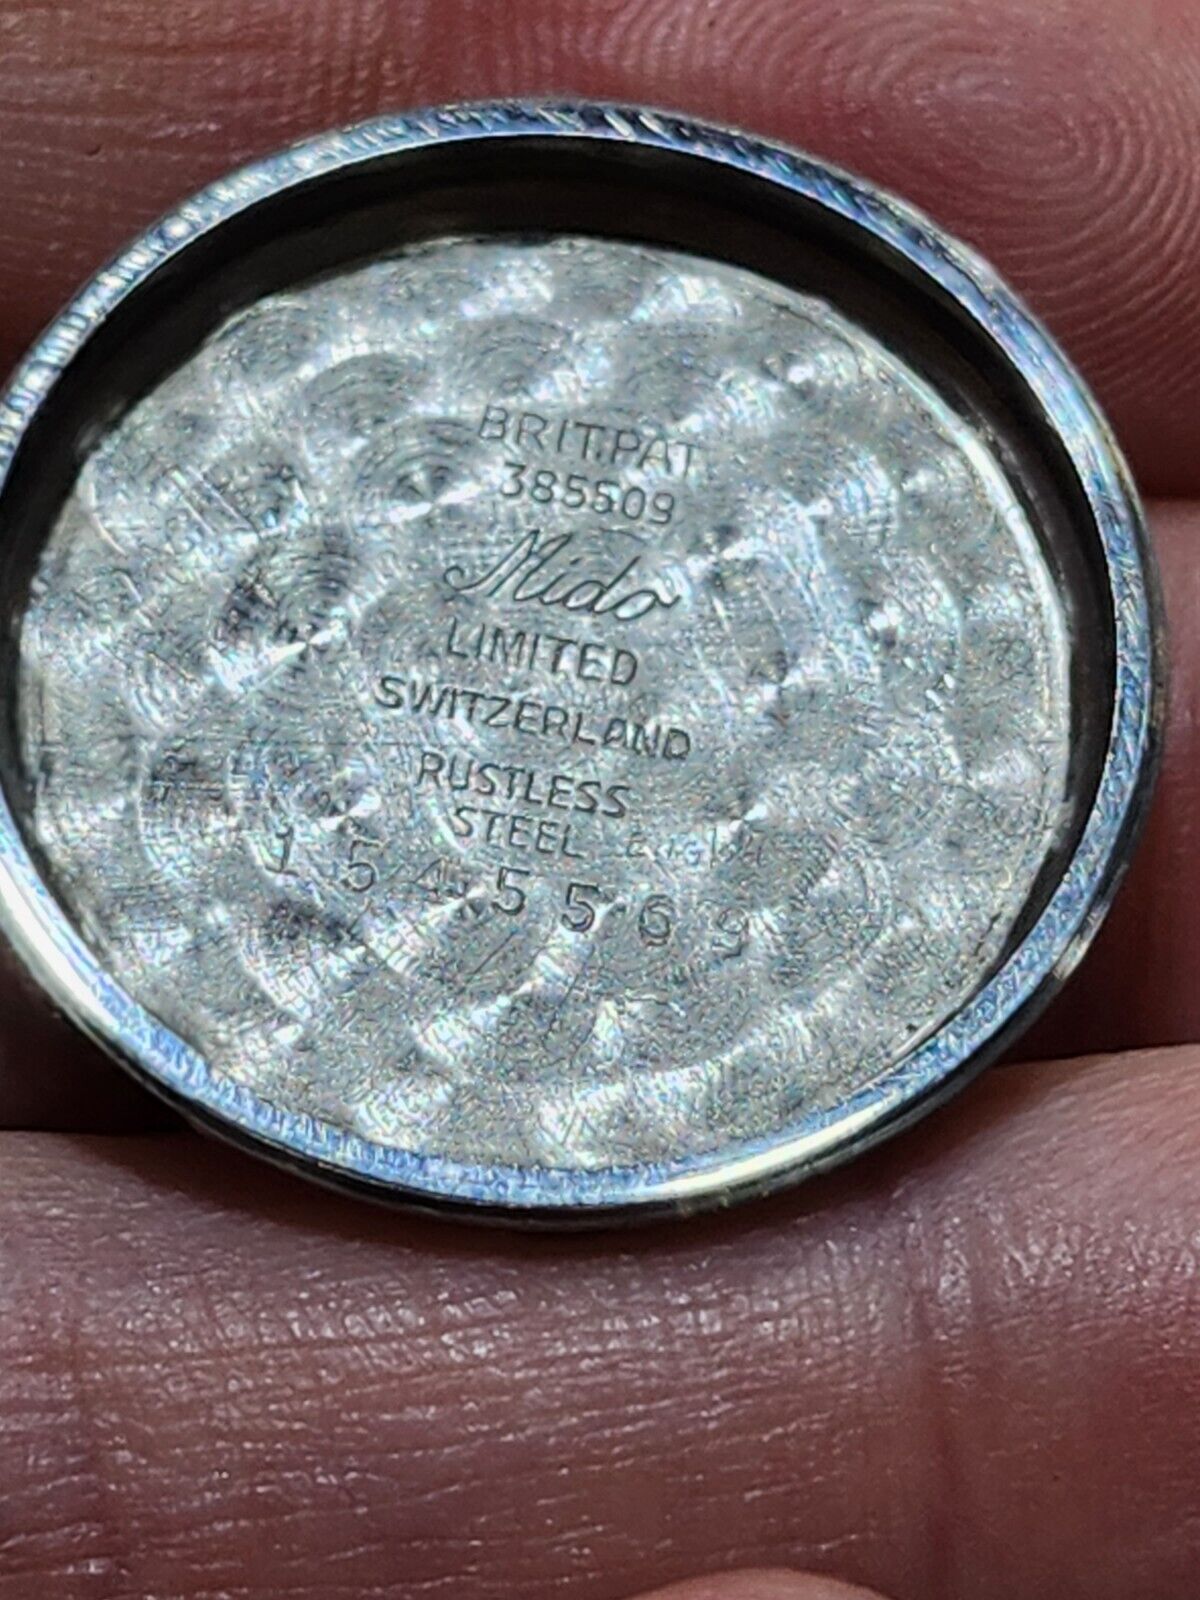 BRIT.PAT
385509
Mido
LIMITED
SWITZERLAND
RUSTLESS
STEEL
1545569